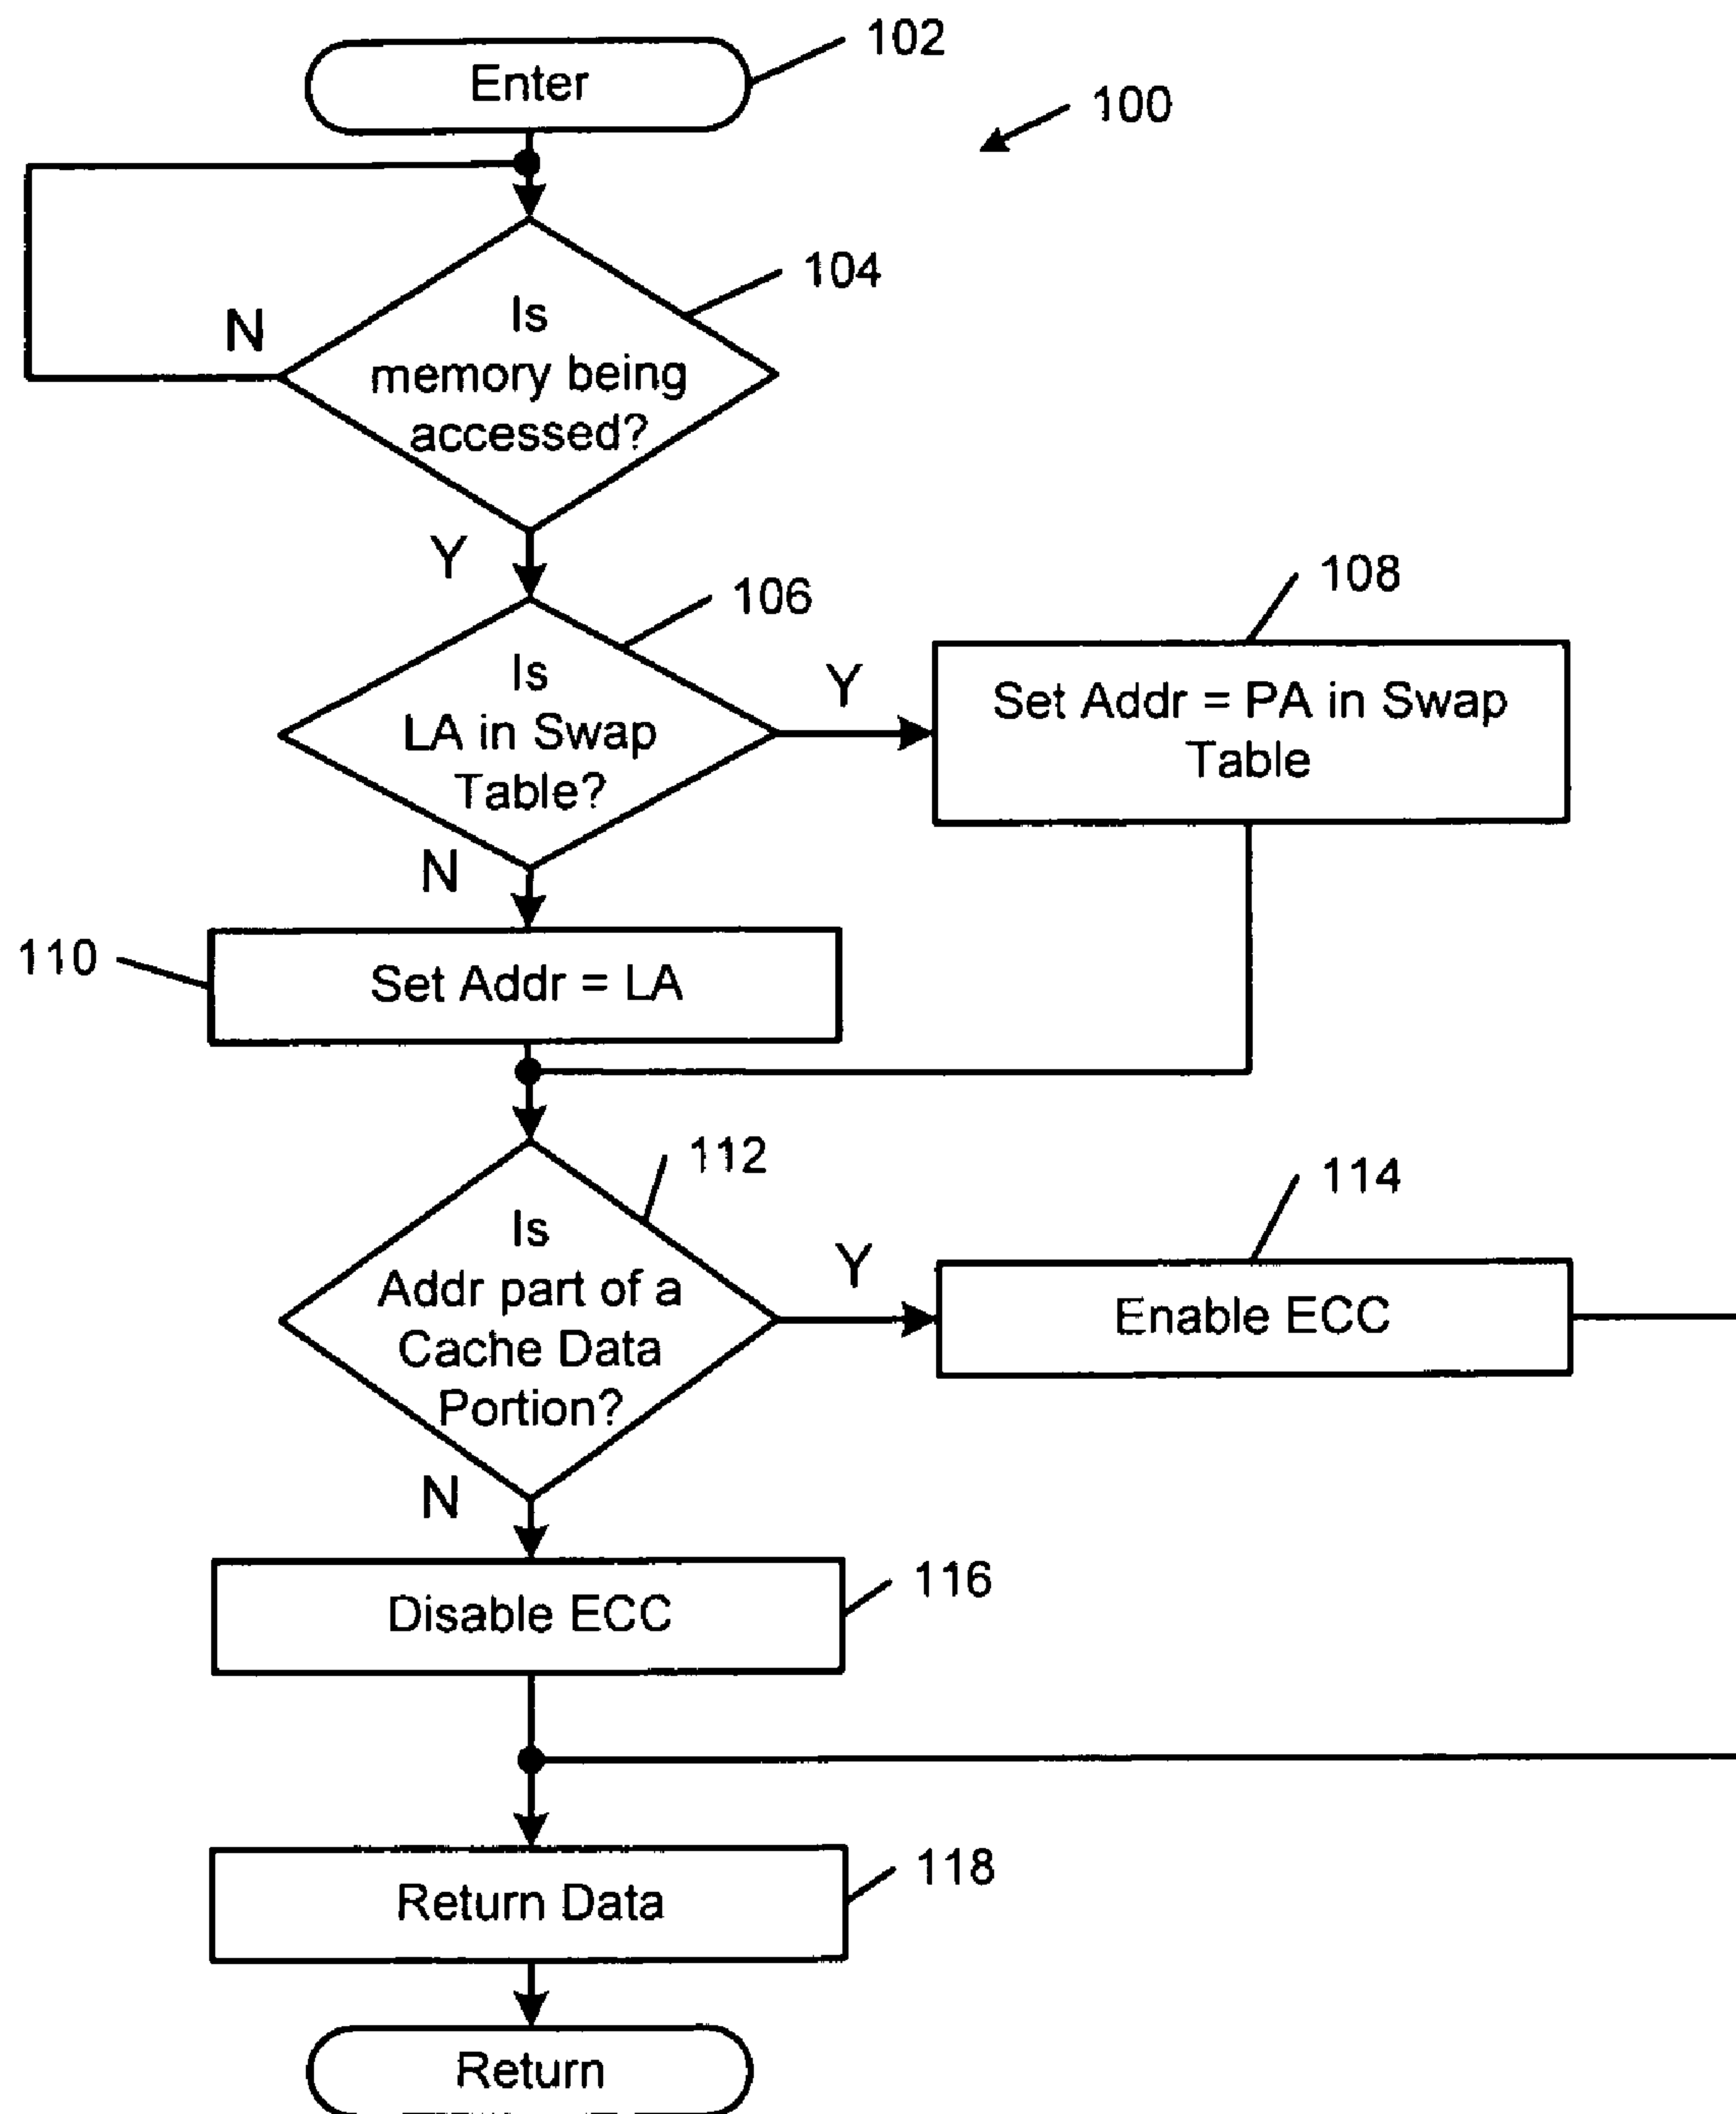 Enter
102
100
Is
memory being
accessed?
104
N
Y
Is
LA in Swap
Table?
106
Y
Set Addr = PA in Swap
Table
108
N
Set Addr = LA
110
Is
Addr part of a
Cache Data
Portion?
112
Y
Enable ECC
114
N
Disable ECC
116
Return Data
118
Return